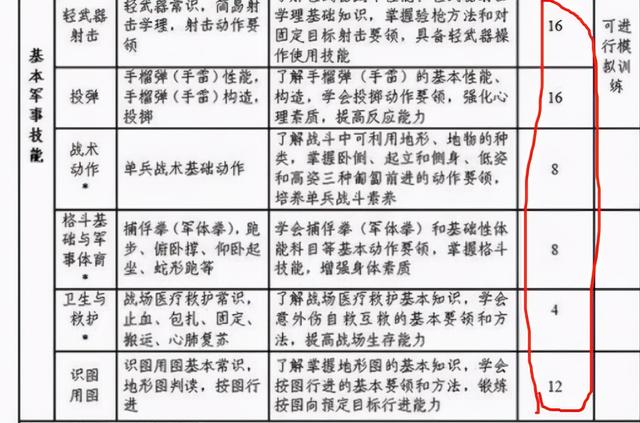 基本军事技能
轻武器
射击
轻武器常识，简易射
击学理，射击动作要
领
学理基础知识，掌握验枪方法和对
固定目标射击要领，具备轻武器操
作使用技能
16
可进
行模
拟训
练
投弹
手榴弹（手雷）性能，
手榴弹（手雷）构造，
投掷
了解手榴弹（手雷）的基本性能、
构造，学会投掷动作要领，强化心
理素质，提高反应能力
16
战术
动作
*
单兵战术基础动作
了解战斗中可利用地形、地物的种
类，掌握卧倒、起立和侧身、低姿
和高姿三种匍匐前进的动作要领，
培养单兵战斗素养
8
格斗基
础与军
事体育
*
捕俘拳（军体拳），跑
步、俯卧撑、仰卧起
坐、蛇形跑等
学会捕俘拳（军体拳）和基础性体
能科目等基本动作要领，掌握格斗
技能，增强身体素质
8
卫生与
救护
*
战场医疗救护常识，
止血、包扎、固定、
搬运、心肺复苏
了解战场医疗救护基本知识，学会
意外伤自救互救的基本要领和方
法，提高战场生存能力
4
识图
用图
识图用图基本常识，
地形图判读，按图行
进
了解掌握地形图的基本知识，学会
按图行进的基本要领和方法，锻炼
按图向预定目标行进能力
12